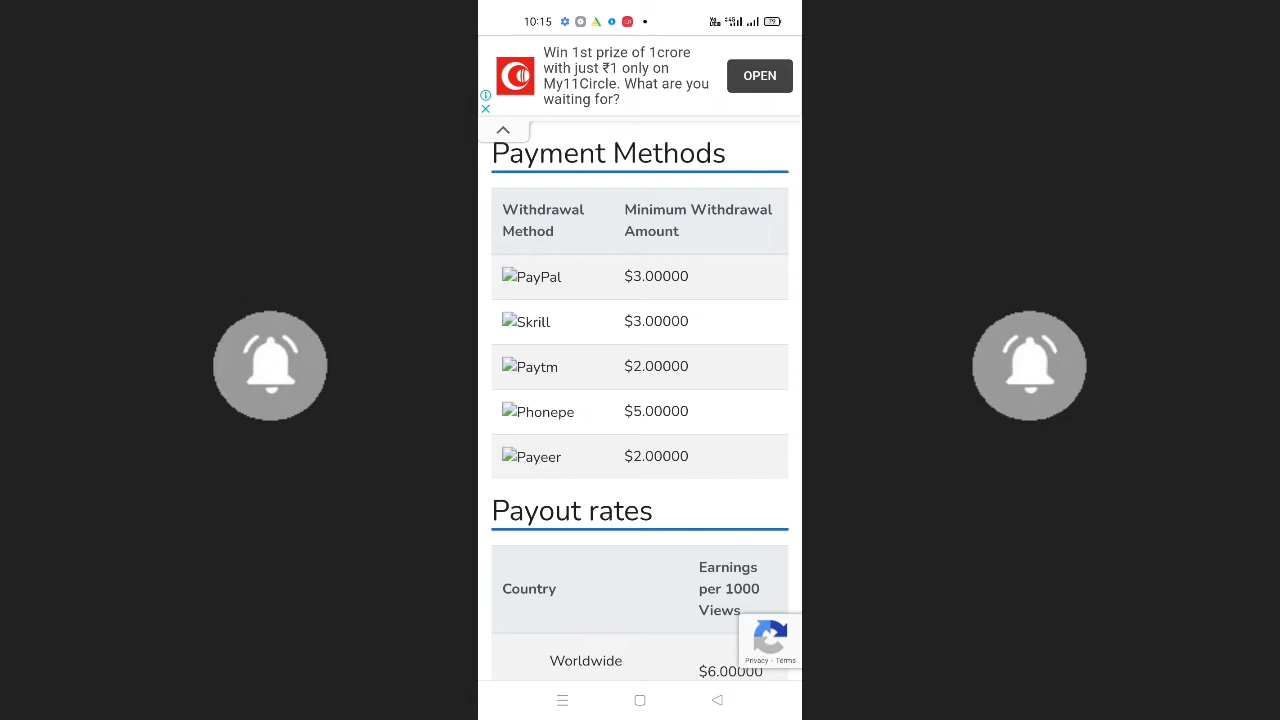 10:15
79
Win 1st prize of 1crore
with just ₹1 only on
My11Circle. What are you
waiting for?
OPEN
Payment Methods
Withdrawal
Method
Minimum Withdrawal
Amount
PayPal
$3.00000
Skrill
$3.00000
Paytm
$2.00000
Phonepe
$5.00000
Payeer
$2.00000
Payout rates
Country
Earnings
per 1000
Views
Worldwide
$6.00000
Privacy - Terms